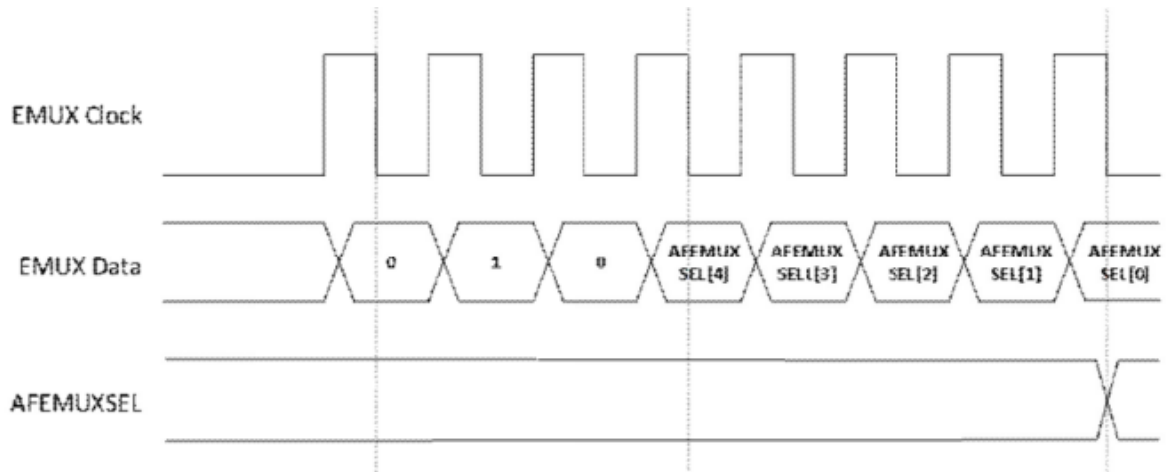 EMUX Clock
EMUX Data
0
1
0
AFEMUX
SEL[4]
AFEMUX
SELL[3]
AFEMUX
SEL[2]
AFEMUX
SEL[1]
AFEMUX
SEL[0]
AFEMUXSEL